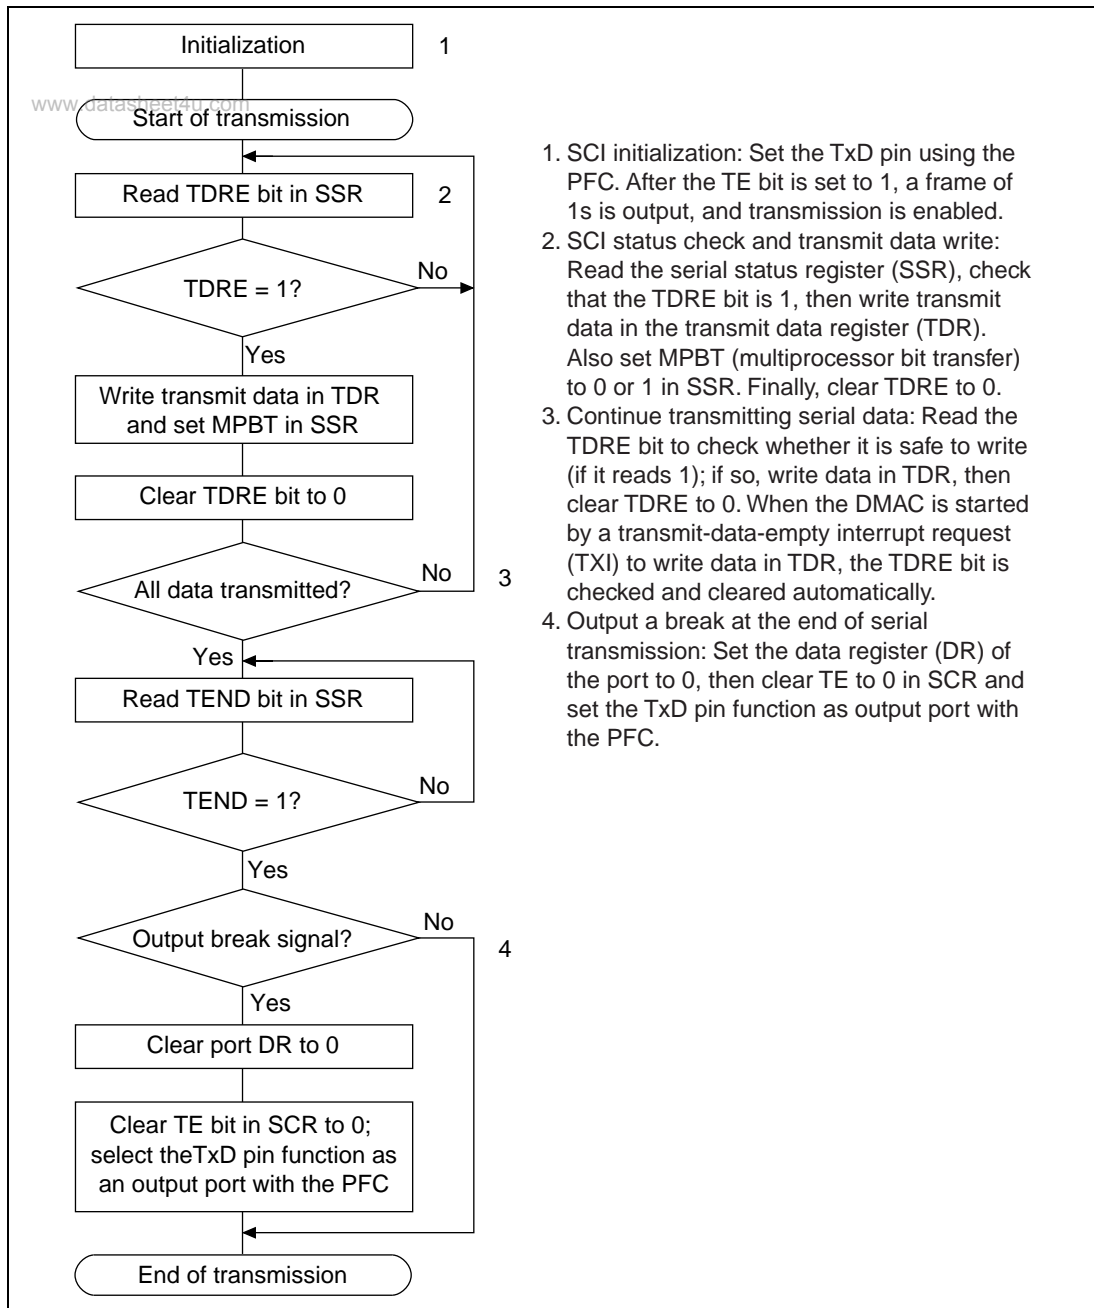 Initialization 1
www.datasheet4u.com
Start of transmission
Read TDRE bit in SSR 2
TDRE = 1?
No
Yes
Write transmit data in TDR
and set MPBT in SSR
Clear TDRE bit to 0
All data transmitted?
No
3
Yes
Read TEND bit in SSR
TEND = 1?
No
Yes
Output break signal?
No
4
Yes
Clear port DR to 0
Clear TE bit in SCR to 0;
select theTxD pin function as
an output port with the PFC
End of transmission
1. SCI initialization: Set the TxD pin using the
PFC. After the TE bit is set to 1, a frame of
1s is output, and transmission is enabled.
2. SCI status check and transmit data write:
Read the serial status register (SSR), check
that the TDRE bit is 1, then write transmit
data in the transmit data register (TDR).
Also set MPBT (multiprocessor bit transfer)
to 0 or 1 in SSR. Finally, clear TDRE to 0.
3. Continue transmitting serial data: Read the
TDRE bit to check whether it is safe to write
(if it reads 1); if so, write data in TDR, then
clear TDRE to 0. When the DMAC is started
by a transmit-data-empty interrupt request
(TXI) to write data in TDR, the TDRE bit is
checked and cleared automatically.
4. Output a break at the end of serial
transmission: Set the data register (DR) of
the port to 0, then clear TE to 0 in SCR and
set the TxD pin function as output port with
the PFC.